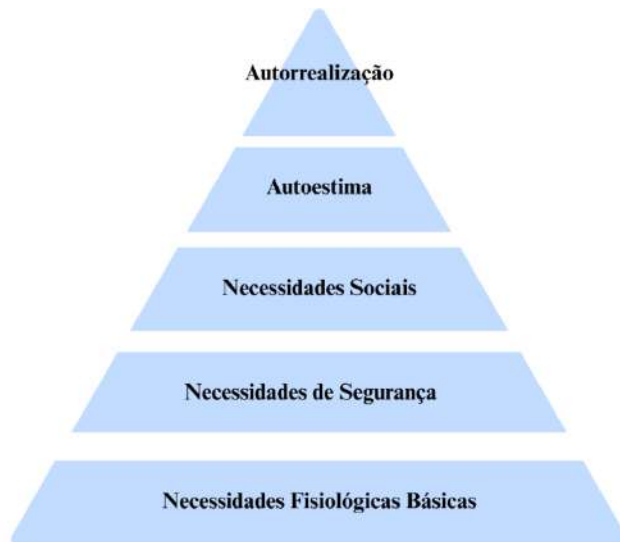 Autorrealização
Autoestima
Necessidades Sociais
Necessidades de Segurança
Necessidades Fisiológicas Básicas